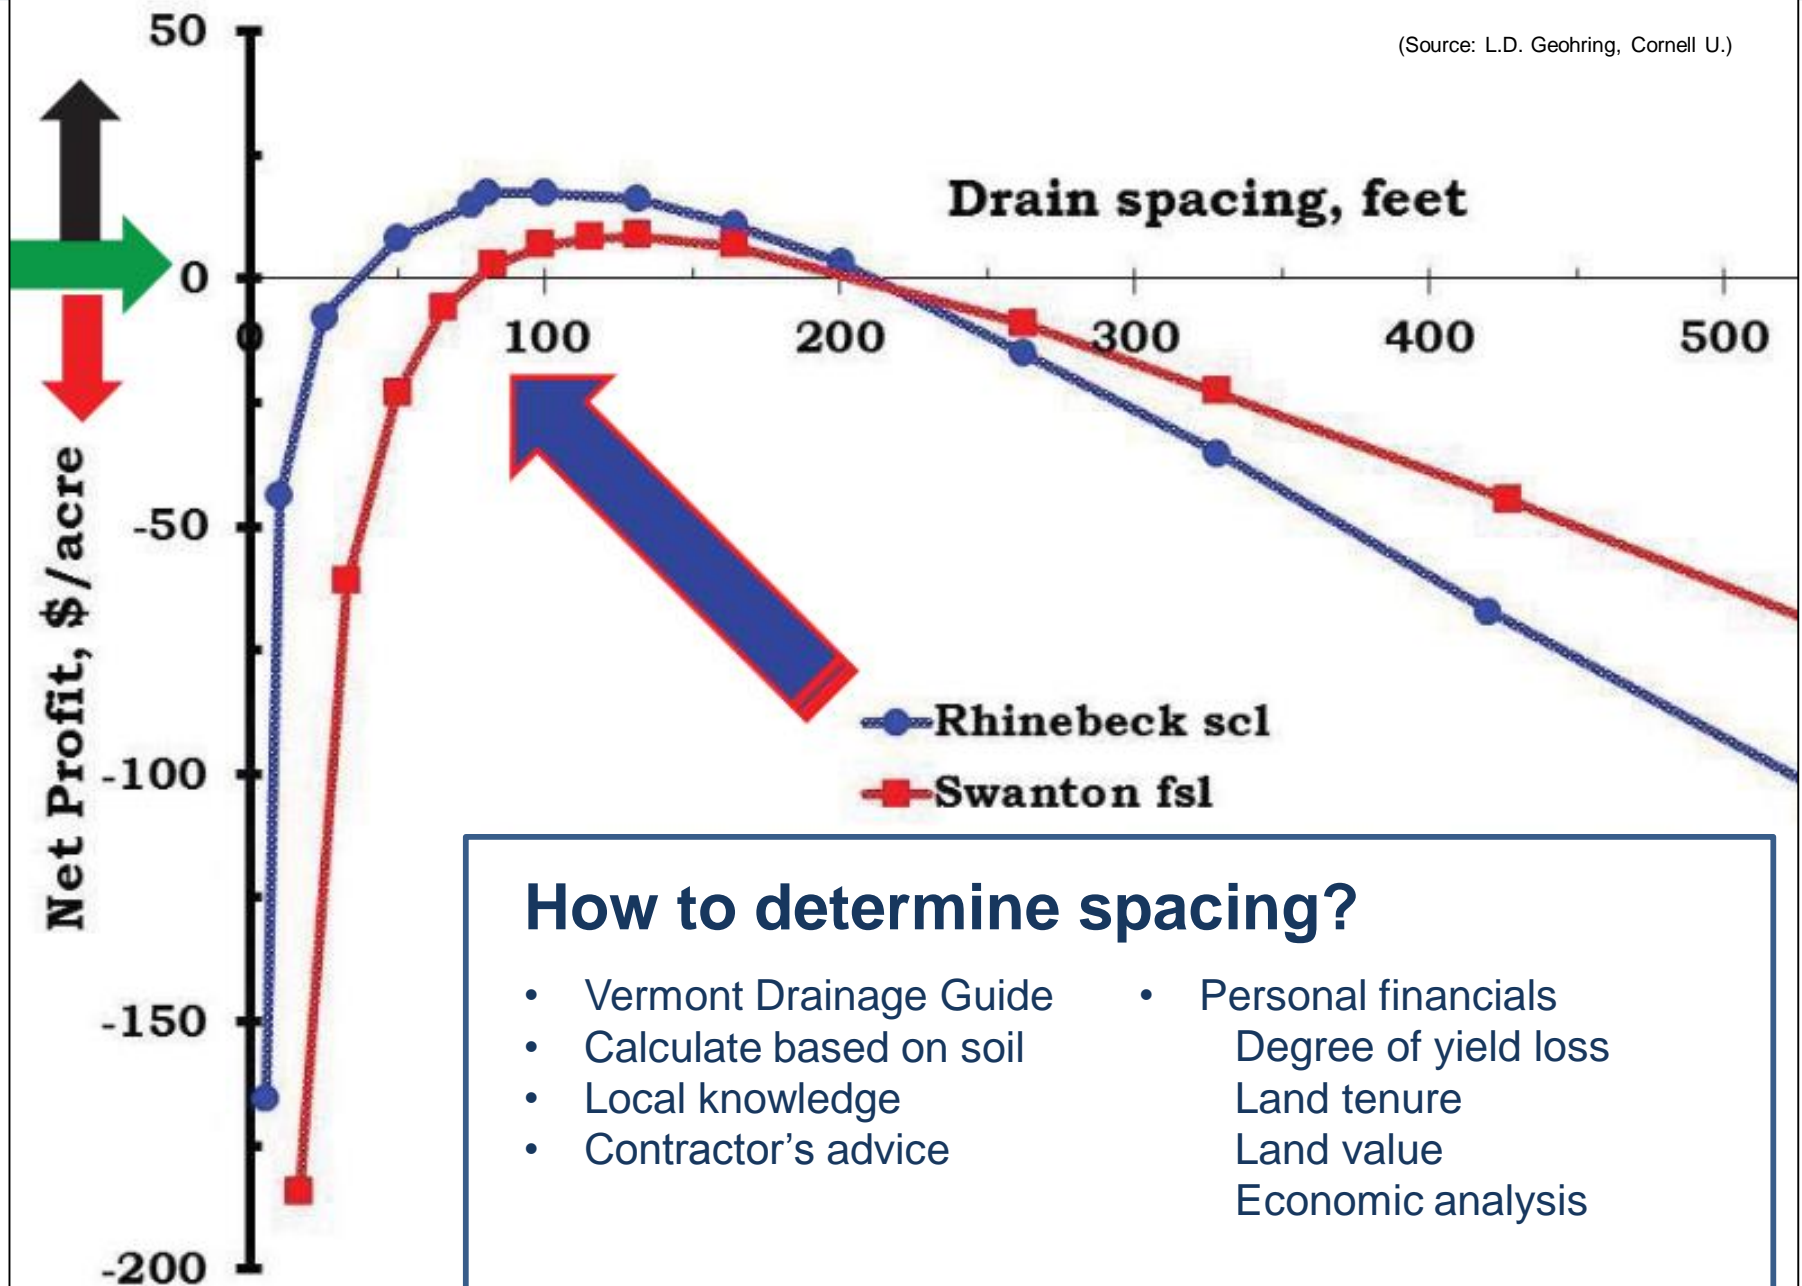 (Source: L.D. Geohring, Cornell U.)
50
0
-50
-100
-150
-200
Net Profit, $/acre
Drain spacing, feet
0 100 200 300 400 500
Rhinebeck scl
Swanton fsl
How to determine spacing?
• Vermont Drainage Guide
• Calculate based on soil
• Local knowledge
• Contractor's advice
• Personal financials
Degree of yield loss
Land tenure
Land value
Economic analysis